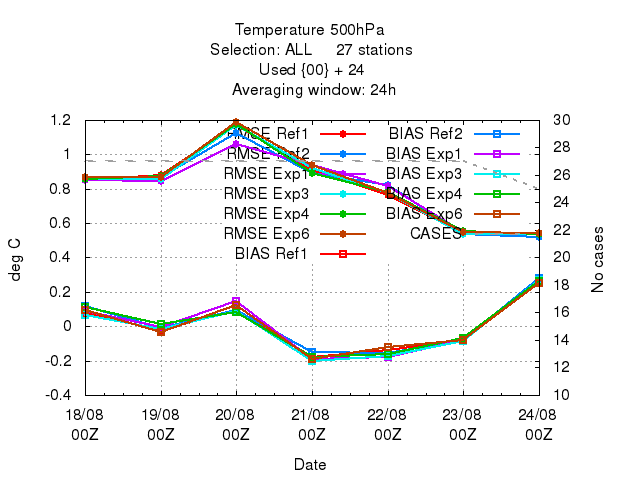 Temperature 500hPa
Selection: ALL 27 stations
Used {00} + 24
Averaging window: 24h
1.2
1
0.8
0.6
0.4
0.2
0
-0.2
-0.4
deg C
30
28
26
24
22
20
18
16
14
12
10
No cases
RMSE Ref1
RMSE Ref2
RMSE Exp1
RMSE Exp3
RMSE Exp4
RMSE Exp6
BIAS Ref1
BIAS Ref2
BIAS Exp1
BIAS Exp3
BIAS Exp4
BIAS Exp6
CASES
18/08 19/08 20/08 21/08 22/08 23/08 24/08
00Z 00Z 00Z 00Z 00Z 00Z 00Z
Date